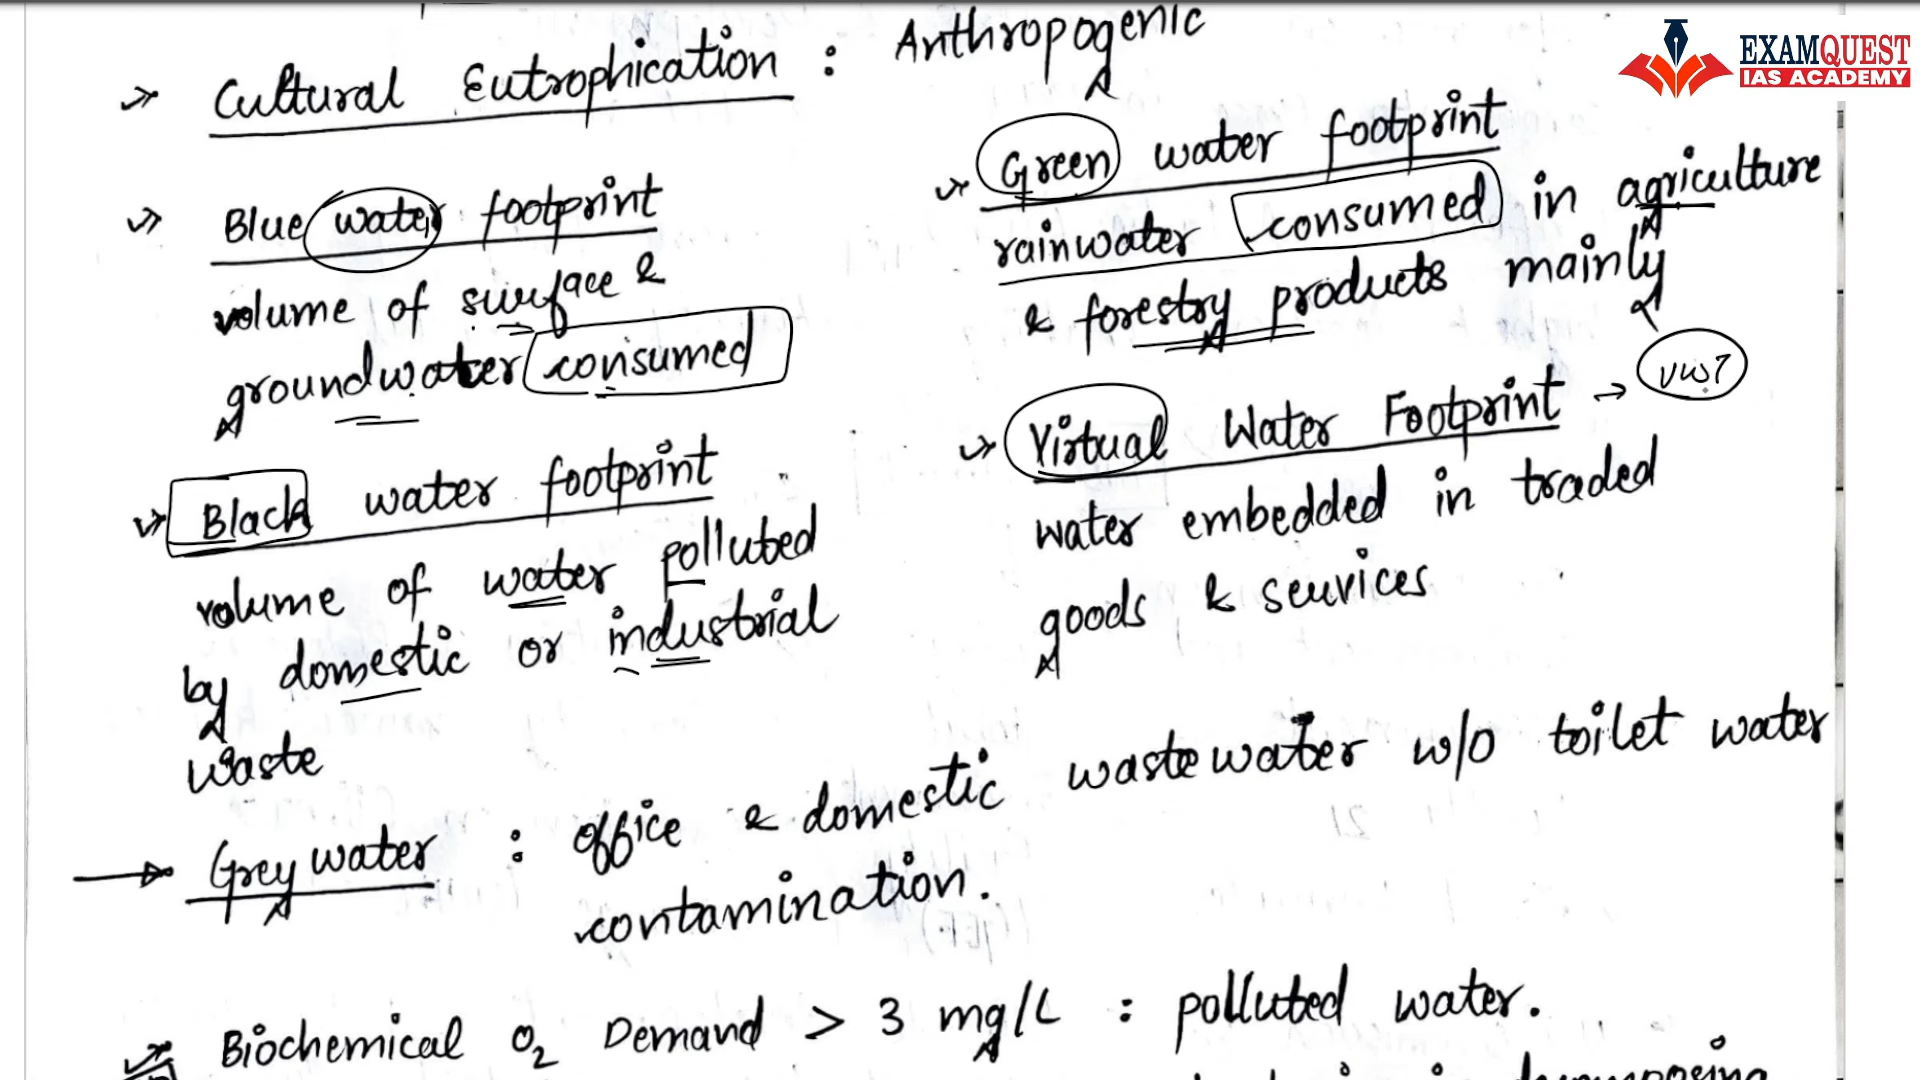 EXAMQUEST
IAS ACADEMY
Cultural Eutrophication : Anthropogenic
Blue water footprint
volume of surface &
groundwater consumed
Black water footprint
volume of water polluted
by domestic or industrial
waste
Green water footprint
rainwater consumed in agriculture
& forestry products mainly
Virtual Water Footprint → VWT
water embedded in traded
goods & services
→ Grey water : office & domestic wastewater w/o toilet water
contamination.
Biochemical O2 Demand > 3 mg/L : polluted water.
decomposing